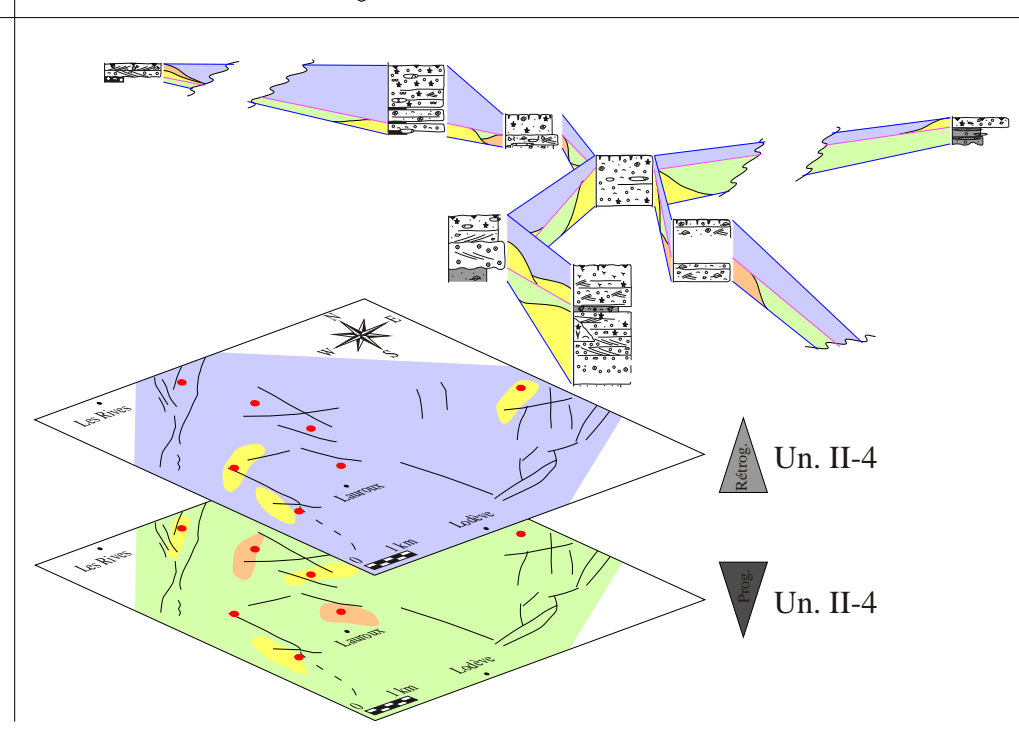 N
E
W
S
Les Rives
Lauroux
Lodève
0
1 km
Rétrog.
Un. II-4
Les Rives
Lauroux
Lodève
0
1 km
Prog.
Un. II-4